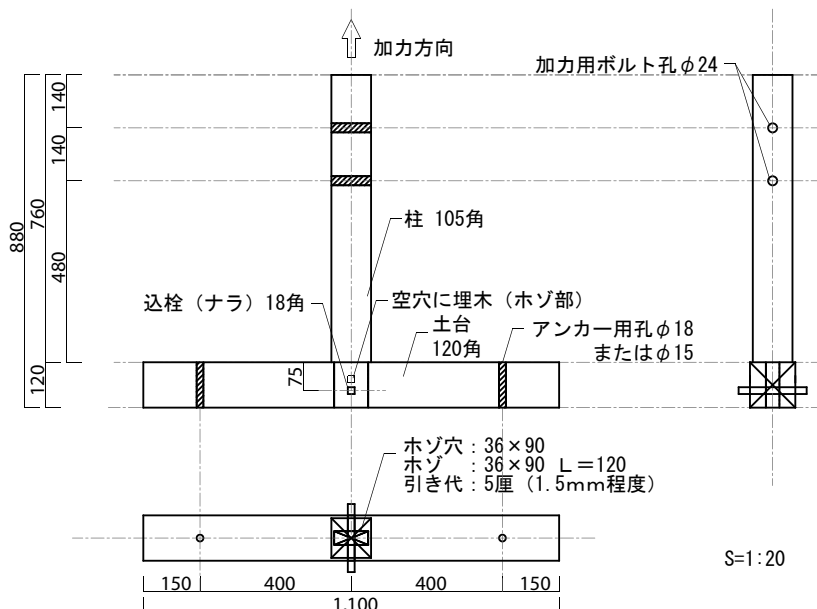 加力方向
加力用ボルト孔φ24
140
140
760
880
480
柱 105角
込栓（ナラ）18角
空穴に埋木（ホゾ部）
土台
120角
アンカー用孔φ18
またはφ15
120
75
ホゾ穴：36×90
ホゾ　：36×90 L＝120
引き代：5厘（1.5mm程度）
S=1:20
150
400
400
150
1,100